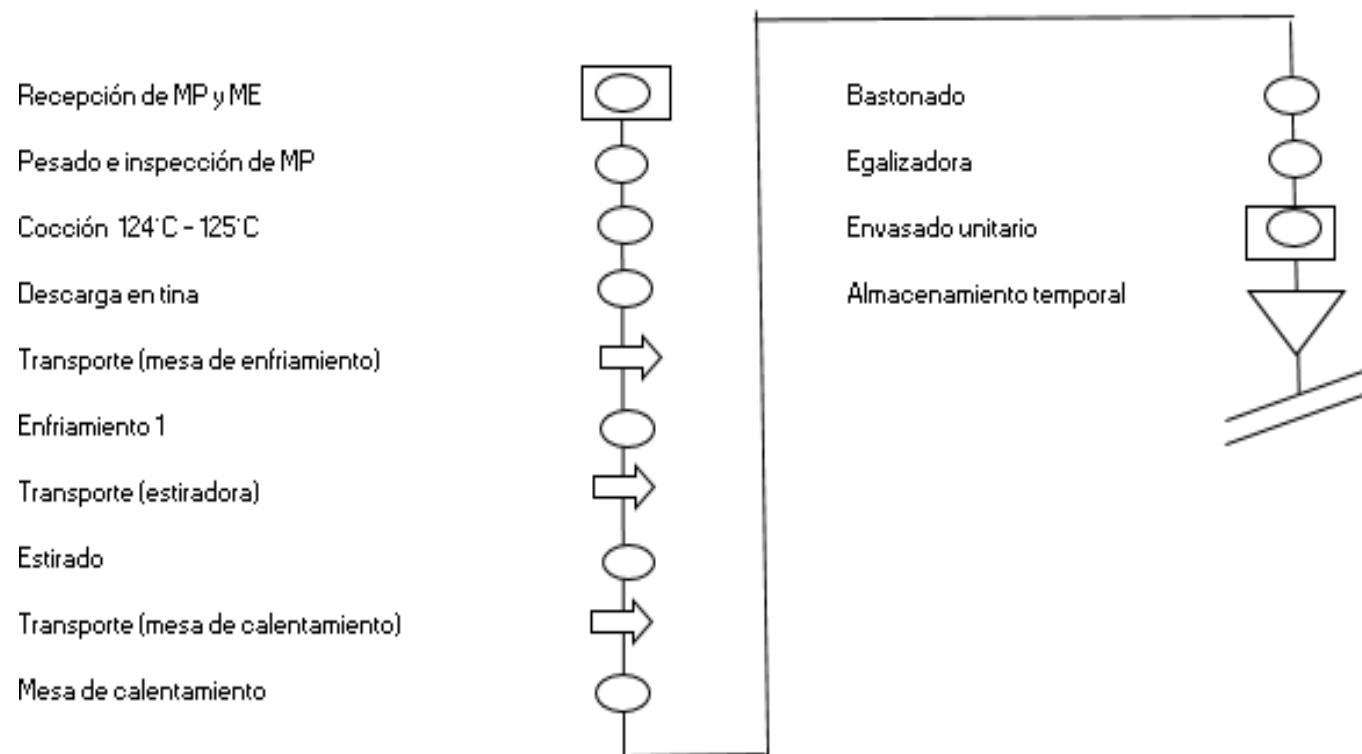 Recepción de MP y ME
Pesado e inspección de MP
Cocción 124°C - 125°C
Descarga en tina
Transporte (mesa de enfriamiento)
Enfriamiento 1
Transporte (estiradora)
Estirado
Transporte (mesa de calentamiento)
Mesa de calentamiento
Bastonado
Egalizadora
Envasado unitario
Almacenamiento temporal